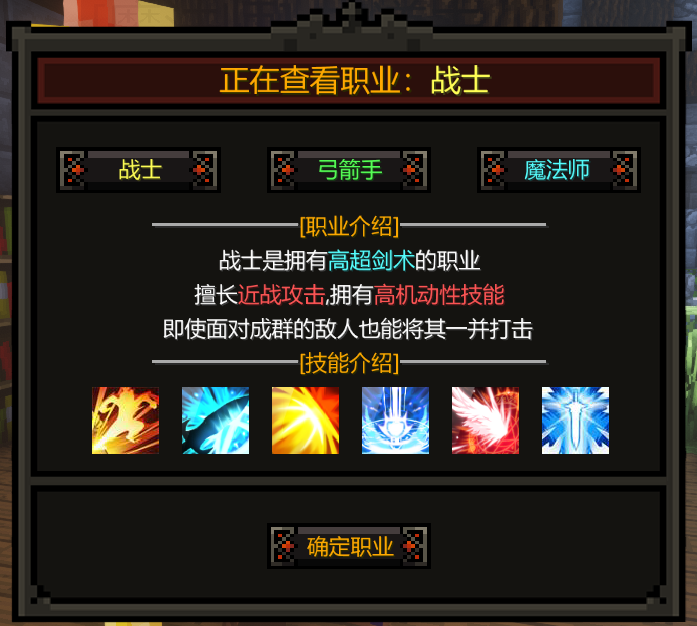 正在查看职业：战士
战士 弓箭手 魔法师
[职业介绍]
战士是拥有高超剑术的职业
擅长近战攻击,拥有高机动性技能
即使面对成群的敌人也能将其一并打击
[技能介绍]
确定职业